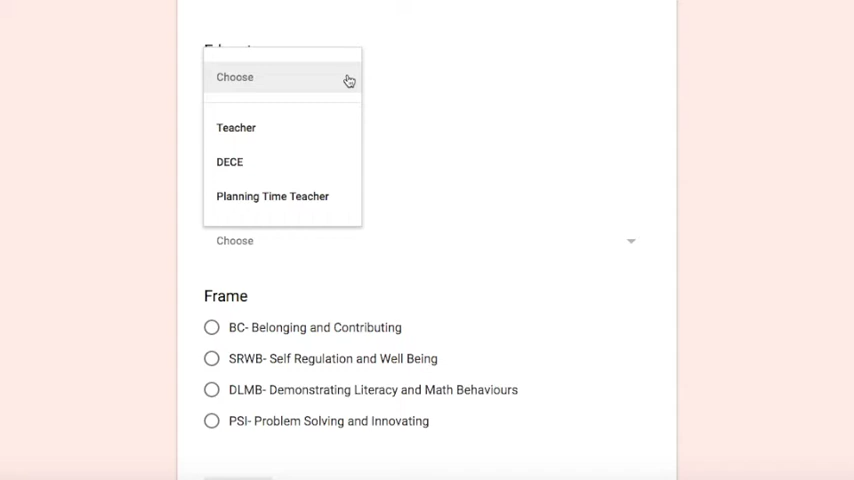 Choose
Teacher
DECE
Planning Time Teacher
Choose
Frame
BC- Belonging and Contributing
SRWB- Self Regulation and Well Being
DLMB- Demonstrating Literacy and Math Behaviours
PSI- Problem Solving and Innovating